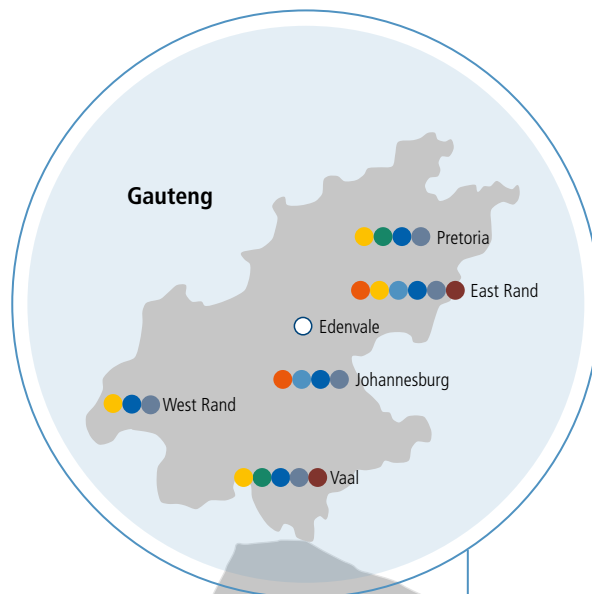 Gauteng
Pretoria
East Rand
Edenvale
Johannesburg
West Rand
Vaal